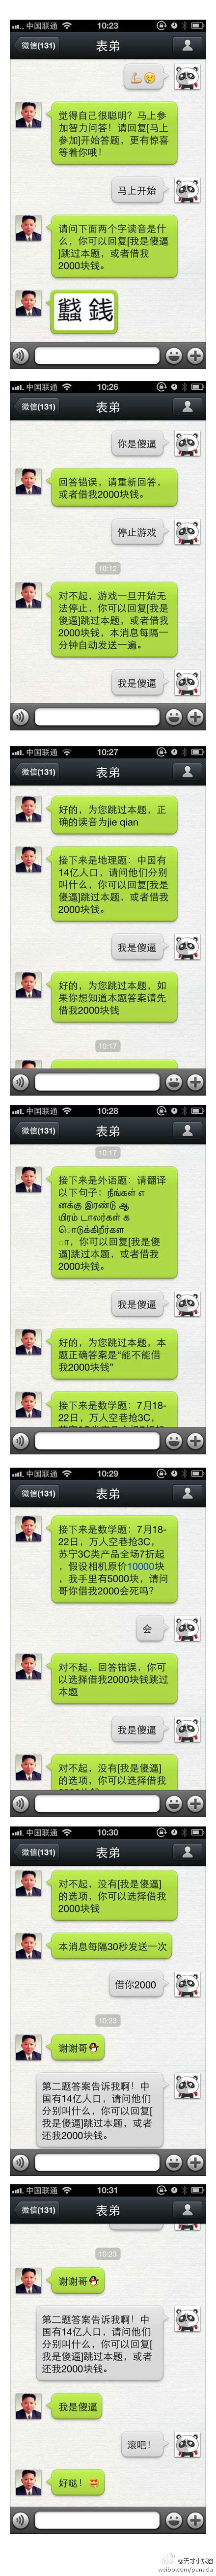 中国联通 10:23
微信(131) 表弟
觉得自己很聪明？马上参
加智力问答！请回复[马上
参加]开始答题，更有惊喜
等着你哦！
马上开始
请问下面两个字读音是什
么，你可以回复[我是傻逼
]跳过本题，或者借我
2000块钱。
銭
中国联通 10:26
微信(131) 表弟
你是傻逼
回答错误，请重新回答，
或者借我2000块钱。
停止游戏
10:12
对不起，游戏一旦开始无
法停止，你可以回复[我
是傻逼]跳过本题，或者借
我2000块钱，本消息每隔一
分钟自动发送一遍。
我是傻逼
中国联通 10:27
微信(131) 表弟
好的，为您跳过本题，正
确的读音为jie qian
接下来是地理题：中国有
14亿人口，请问他们分别
叫什么，你可以回复[我是
傻逼]跳过本题，或者借我
2000块钱。
我是傻逼
好的，为您跳过本题，如
果你想知道本题答案请先
借我2000块钱
10:17
中国联通 10:28
微信(131) 表弟
10:17
接下来是外语题：请翻译
以下句子：நீங்கள் எ
னக்கு இரண்டு ஆ
யிரம் டாலர்கள் க
ொடுக்கிறீர்கள
ா，你可以回复[我是傻
逼]跳过本题，或者借我
2000块钱。
我是傻逼
好的，为您跳过本题，本
题正确答案是“能不能借
我2000块钱”
接下来是数学题：7月18-
22日，万人空巷抢3C，
中国联通 10:29
微信(131) 表弟
接下来是数学题：7月18-
22日，万人空巷抢3C，
苏宁3C类产品全场7折起
，假设相机原价10000块
，我手里有5000块，请问
哥你借我2000会死吗？
会
对不起，回答错误，你可
以选择借我2000块钱跳过
本题
我是傻逼
对不起，没有[我是傻逼]
的选项，你可以选择借我
中国联通 10:30
微信(131) 表弟
对不起，没有[我是傻逼]
的选项，你可以选择借我
2000块钱
本消息每隔30秒发送一次
借你2000
10:23
谢谢哥
第二题答案告诉我啊！中
国有14亿人口，请问他们
分别叫什么，你可以回复[
我是傻逼]跳过本题，或者
还我2000块钱。
中国联通 10:31
微信(131) 表弟
10:23
谢谢哥
第二题答案告诉我啊！中
国有14亿人口，请问他们
分别叫什么，你可以回复[
我是傻逼]跳过本题，或者
还我2000块钱。
我是傻逼
滚吧！
好哒！
@天才小熊猫
weibo.com/panada